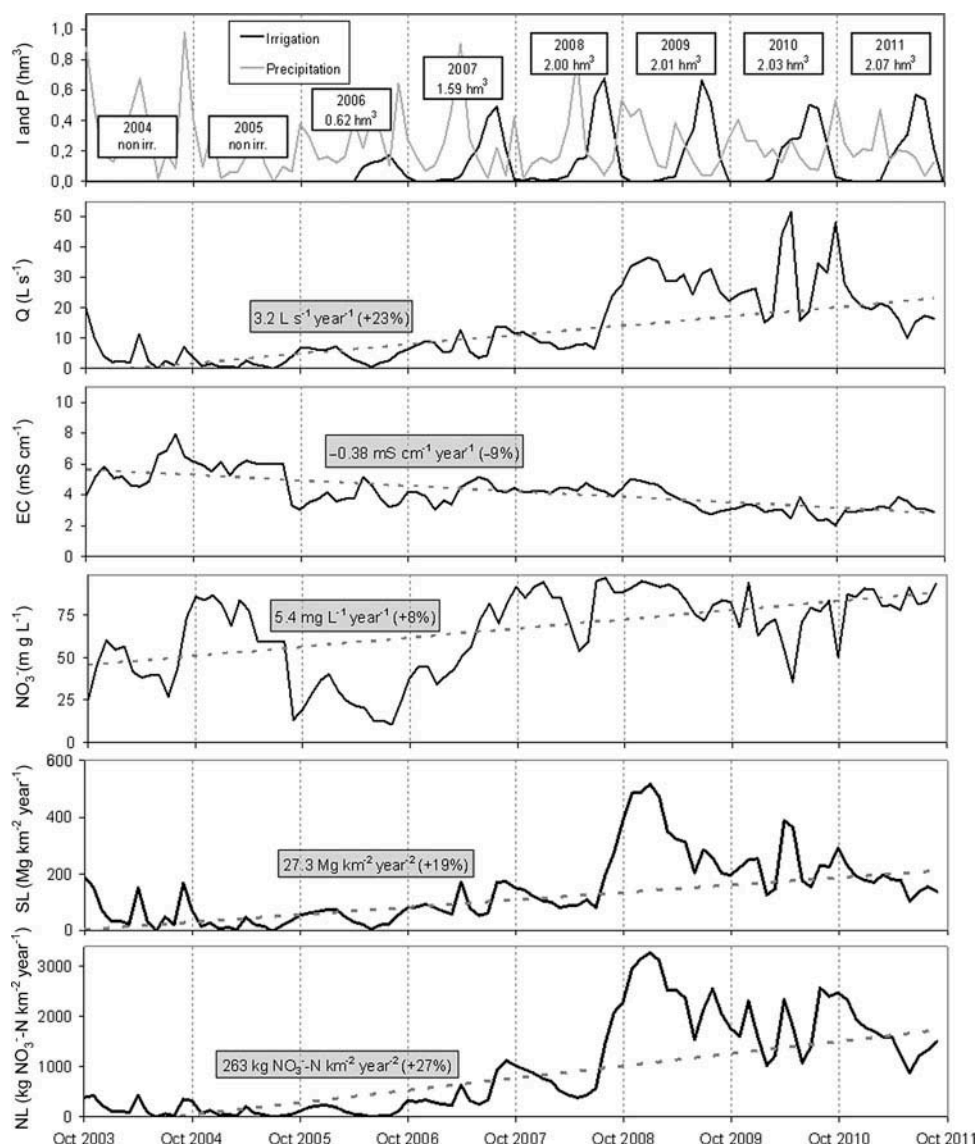 I and P (hm³)
1,0
0,8
0,6
0,4
0,2
0,0
Irrigation
Precipitation
2004
non irr.
2005
non irr.
2006
0.62 hm³
2007
1.59 hm³
2008
2.00 hm³
2009
2.01 hm³
2010
2.03 hm³
2011
2.07 hm³
Q (L s⁻¹)
50
40
30
20
10
0
3.2 L s⁻¹ year⁻¹ (+23%)
EC (mS cm⁻¹)
10
8
6
4
2
0
−0.38 mS cm⁻¹ year⁻¹ (−9%)
NO₃⁻(m g L⁻¹)
75
50
25
0
5.4 mg L⁻¹ year⁻¹ (+8%)
SL (Mg km⁻² year⁻¹)
600
400
200
0
27.3 Mg km⁻² year⁻² (+19%)
NL (kg NO₃⁻-N km⁻² year⁻¹)
3000
2000
1000
0
263 kg NO₃⁻-N km⁻² year⁻² (+27%)
Oct 2003
Oct 2004
Oct 2005
Oct 2006
Oct 2007
Oct 2008
Oct 2009
Oct 2010
Oct 2011